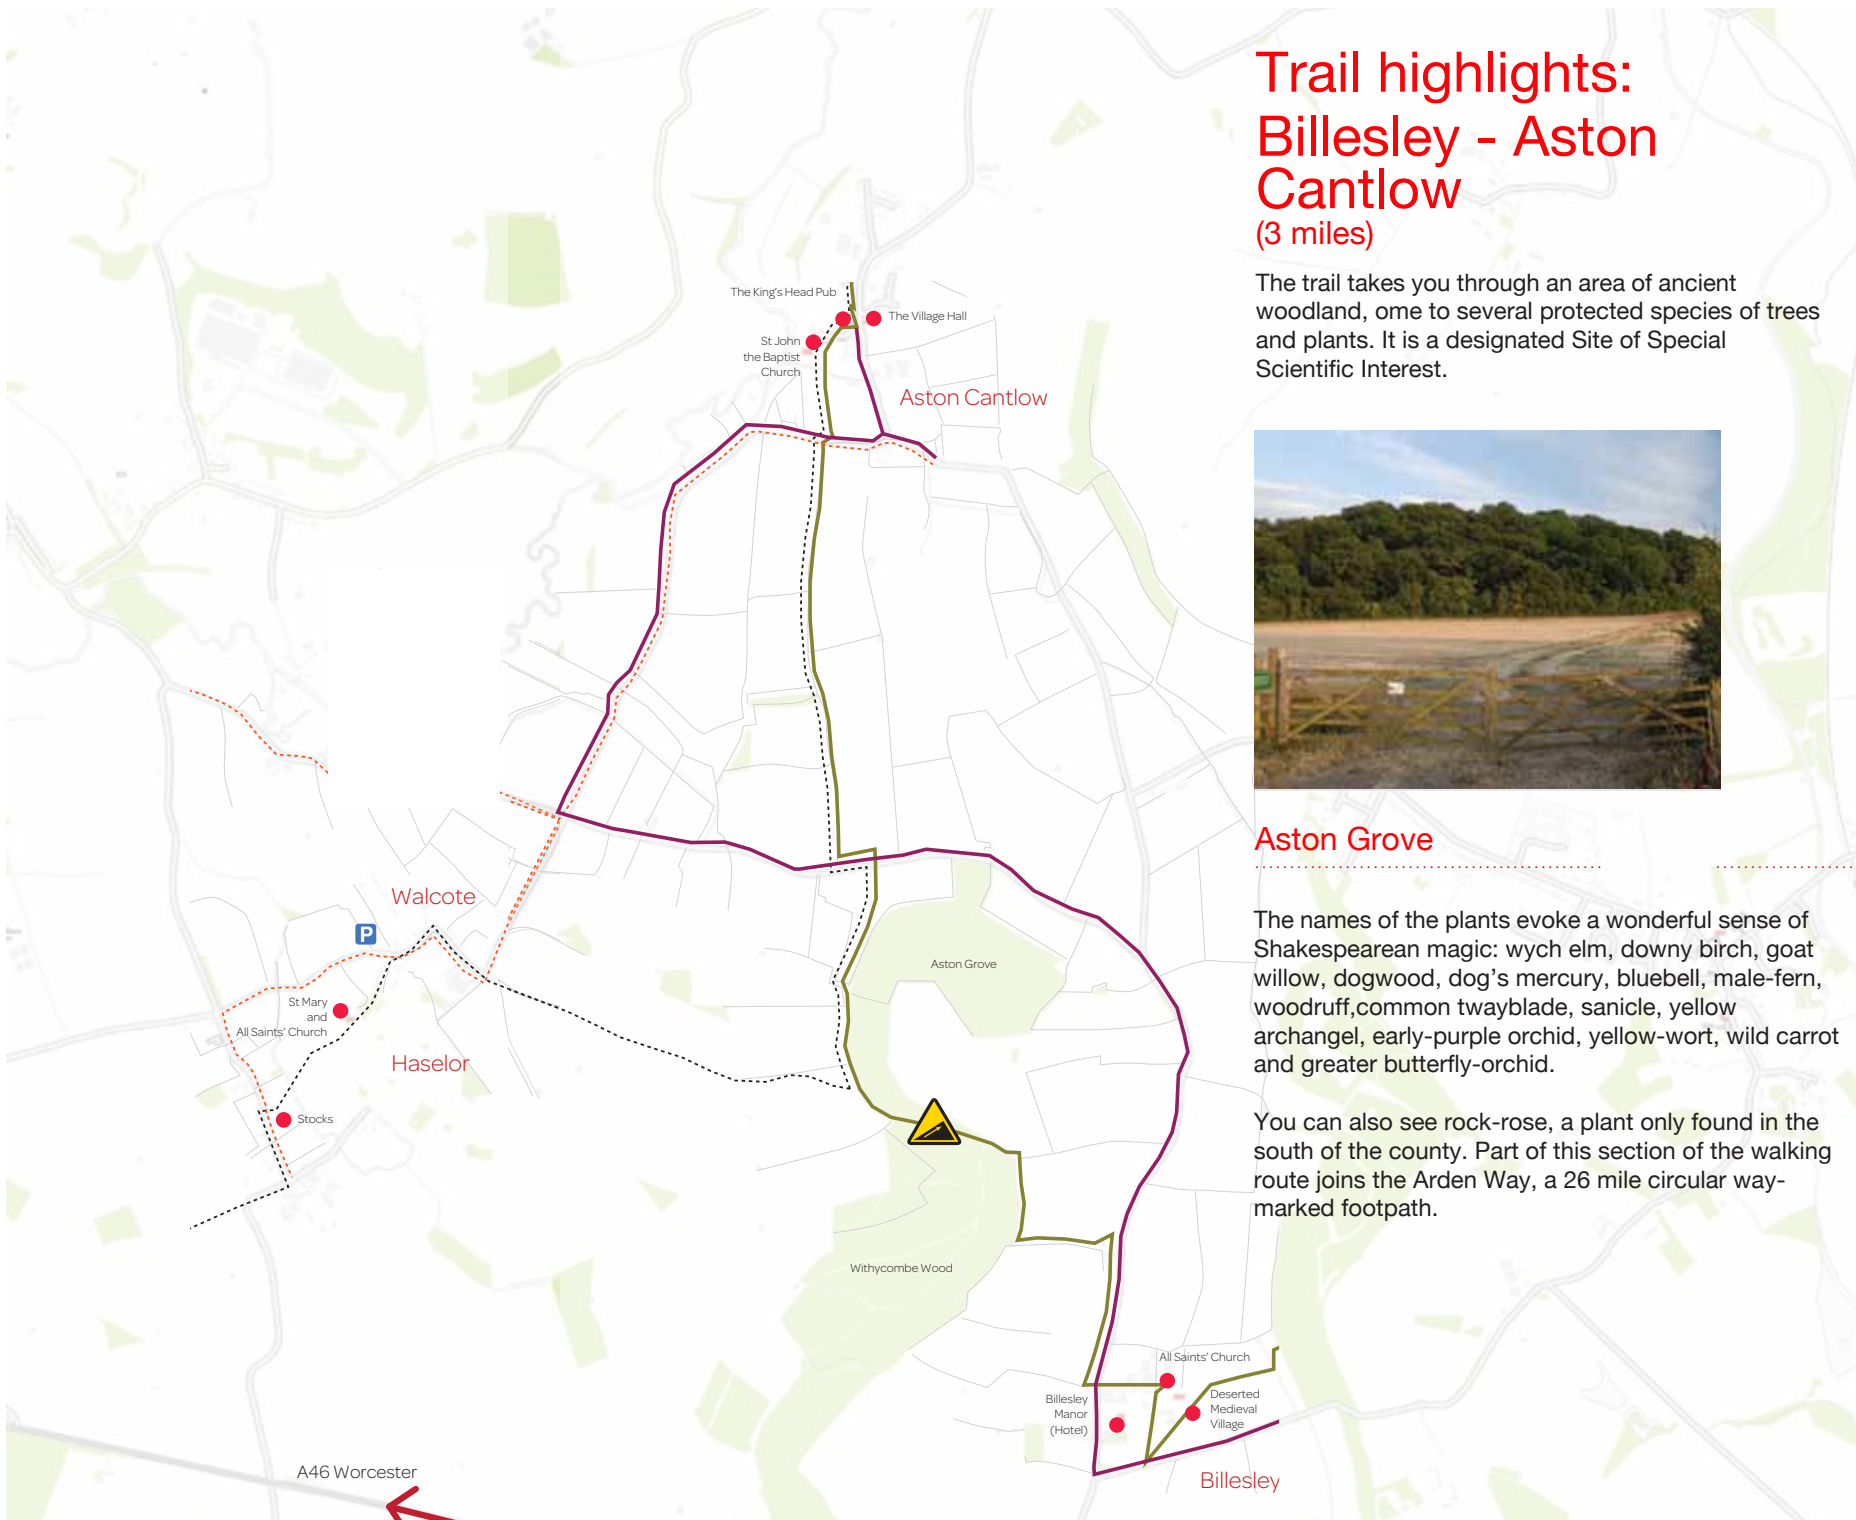 Trail highlights:
Billesley - Aston
Cantlow
(3 miles)
The trail takes you through an area of ancient
woodland, ome to several protected species of trees
and plants. It is a designated Site of Special
Scientific Interest.
Aston Grove
The names of the plants evoke a wonderful sense of
Shakespearean magic: wych elm, downy birch, goat
willow, dogwood, dog's mercury, bluebell, male-fern,
woodruff,common twayblade, sanicle, yellow
archangel, early-purple orchid, yellow-wort, wild carrot
and greater butterfly-orchid.
You can also see rock-rose, a plant only found in the
south of the county. Part of this section of the walking
route joins the Arden Way, a 26 mile circular way-
marked footpath.
The King's Head Pub
The Village Hall
St John
the Baptist
Church
Aston Cantlow
Walcote
P
Aston Grove
St Mary
and
All Saints' Church
Haselor
Stocks
Withycombe Wood
All Saints' Church
Billesley
Manor
(Hotel)
Deserted
Medieval
Village
Billesley
A46 Worcester